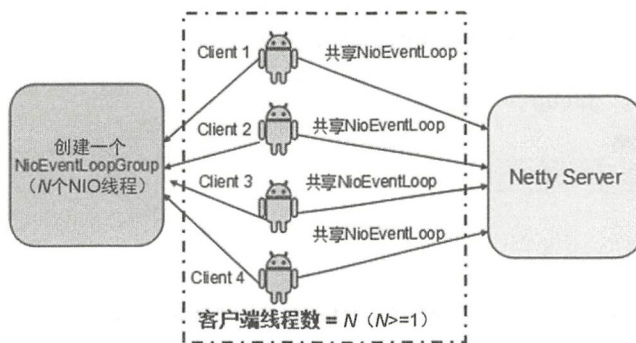 Client 1
共享NioEventLoop
Client 2
共享NioEventLoop
创建一个
NioEventLoopGroup
（N个NIO线程）
Client 3
共享NioEventLoop
Netty Server
共享NioEventLoop
Client 4
客户端线程数 = N（N>=1）